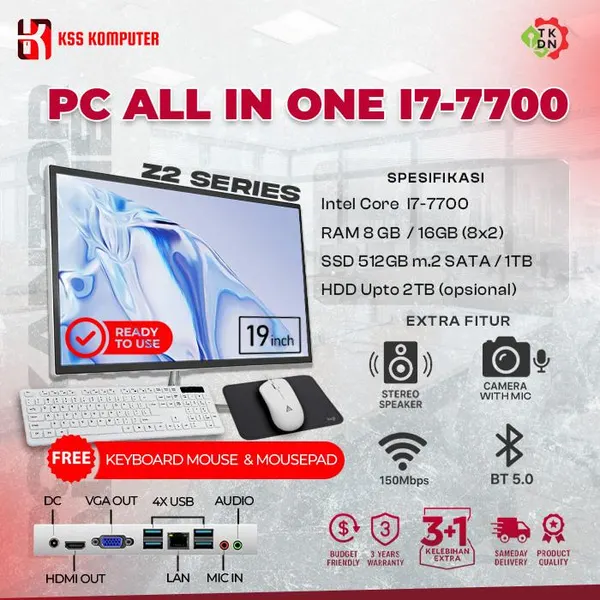 KSS KOMPUTER
TK
DN
PC ALL IN ONE I7-7700
Z2 SERIES
SPESIFIKASI
Intel Core I7-7700
RAM 8 GB / 16GB (8x2)
SSD 512GB m.2 SATA / 1TB
HDD Upto 2TB (opsional)
READY
TO USE
19 inch
EXTRA FITUR
STEREO
SPEAKER
CAMERA
WITH MIC
150Mbps
BT 5.0
FREE
KEYBOARD MOUSE & MOUSEPAD
DC
VGA OUT
4X USB
AUDIO
HDMI OUT
LAN
MIC IN
BUDGET
FRIENDLY
3
3 YEARS
WARRANTY
3+1
KELEBIHAN
EXTRA
SAMEDAY
DELIVERY
PRODUCT
QUALITY